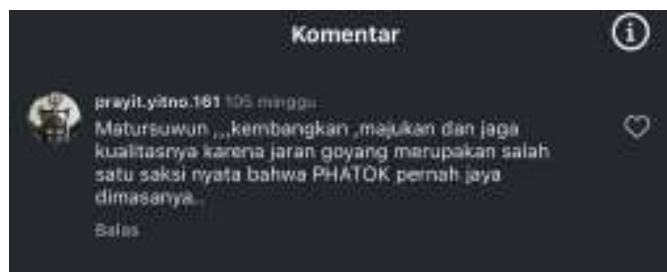 Komentar
prayit.yitno.161 105 minggu
Matursuwun ,,,kembangkan ,majukan dan jaga
kualitasnya karena jaran goyang merupakan salah
satu saksi nyata bahwa PHATOK pernah jaya
dimasanya..
Balas